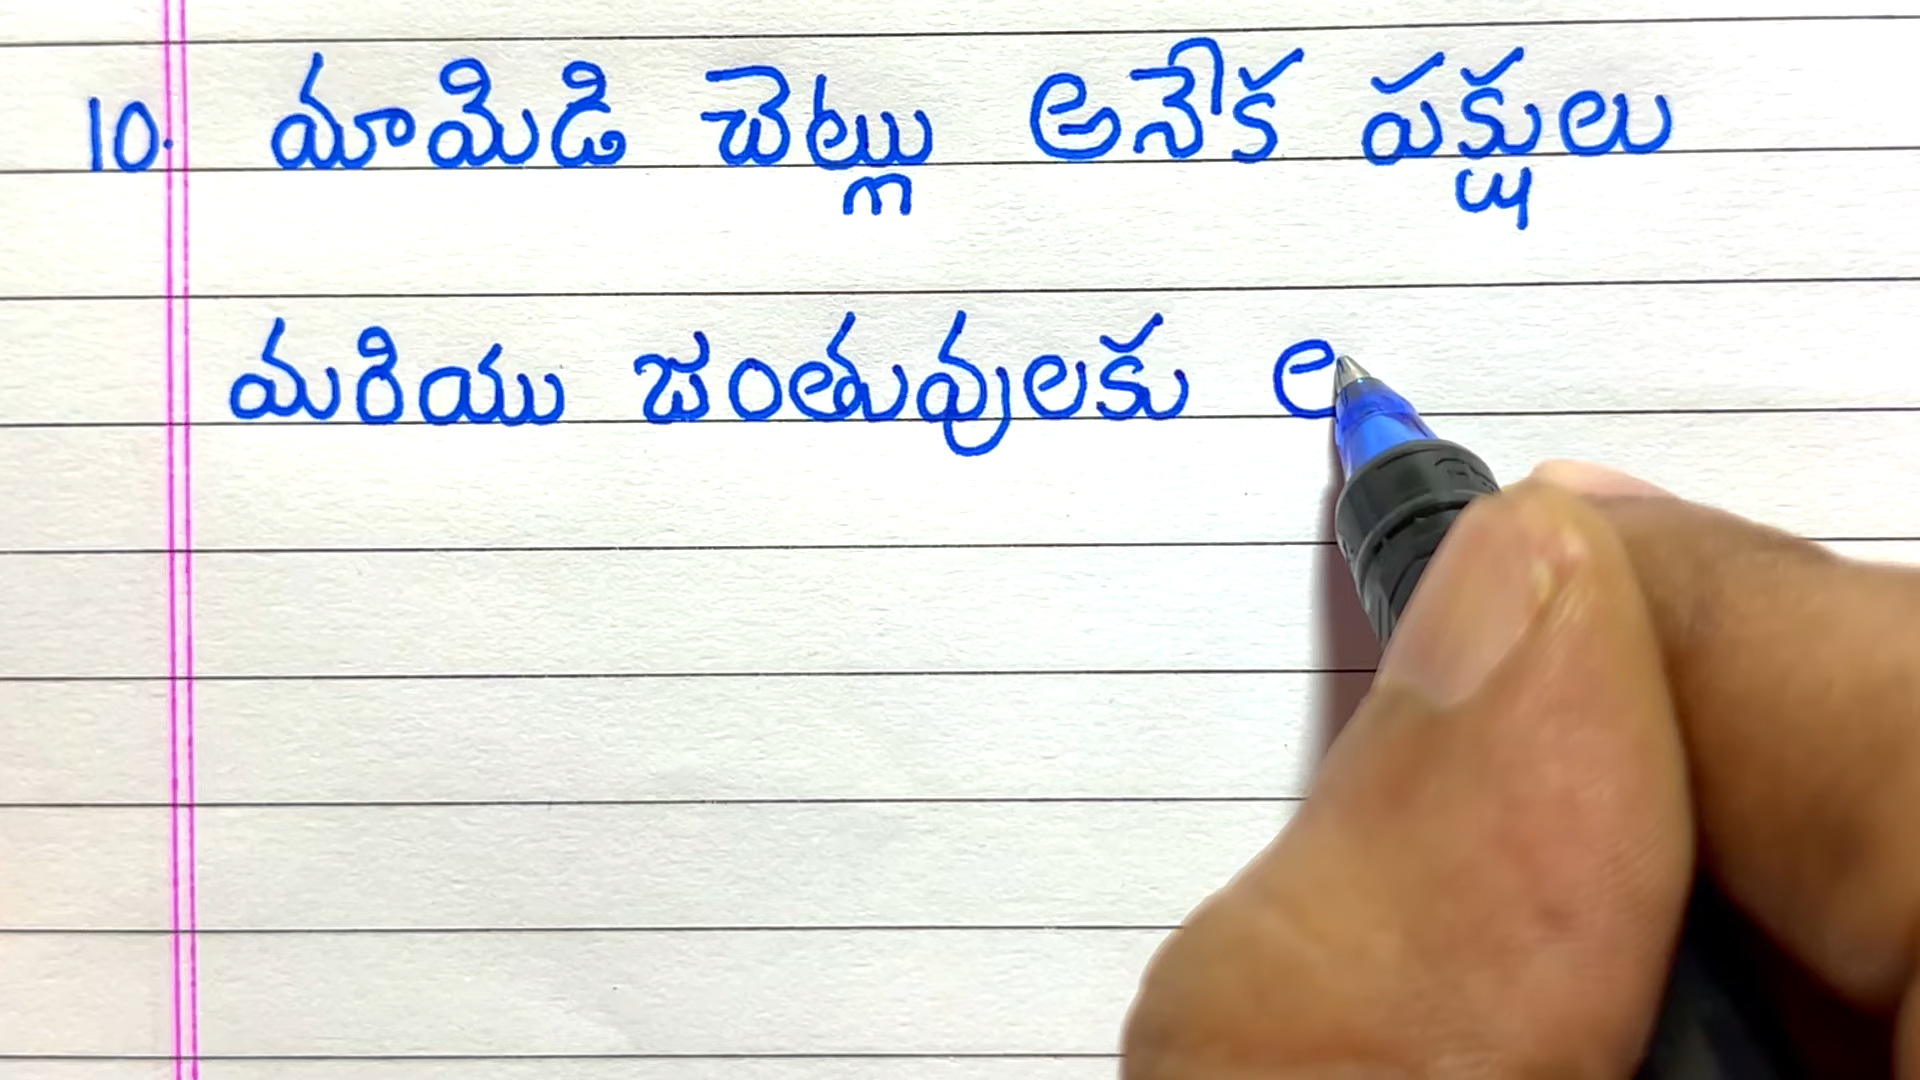 10. మామిడి చెట్లు అనేక పక్షులు
మరియు జంతువులకు